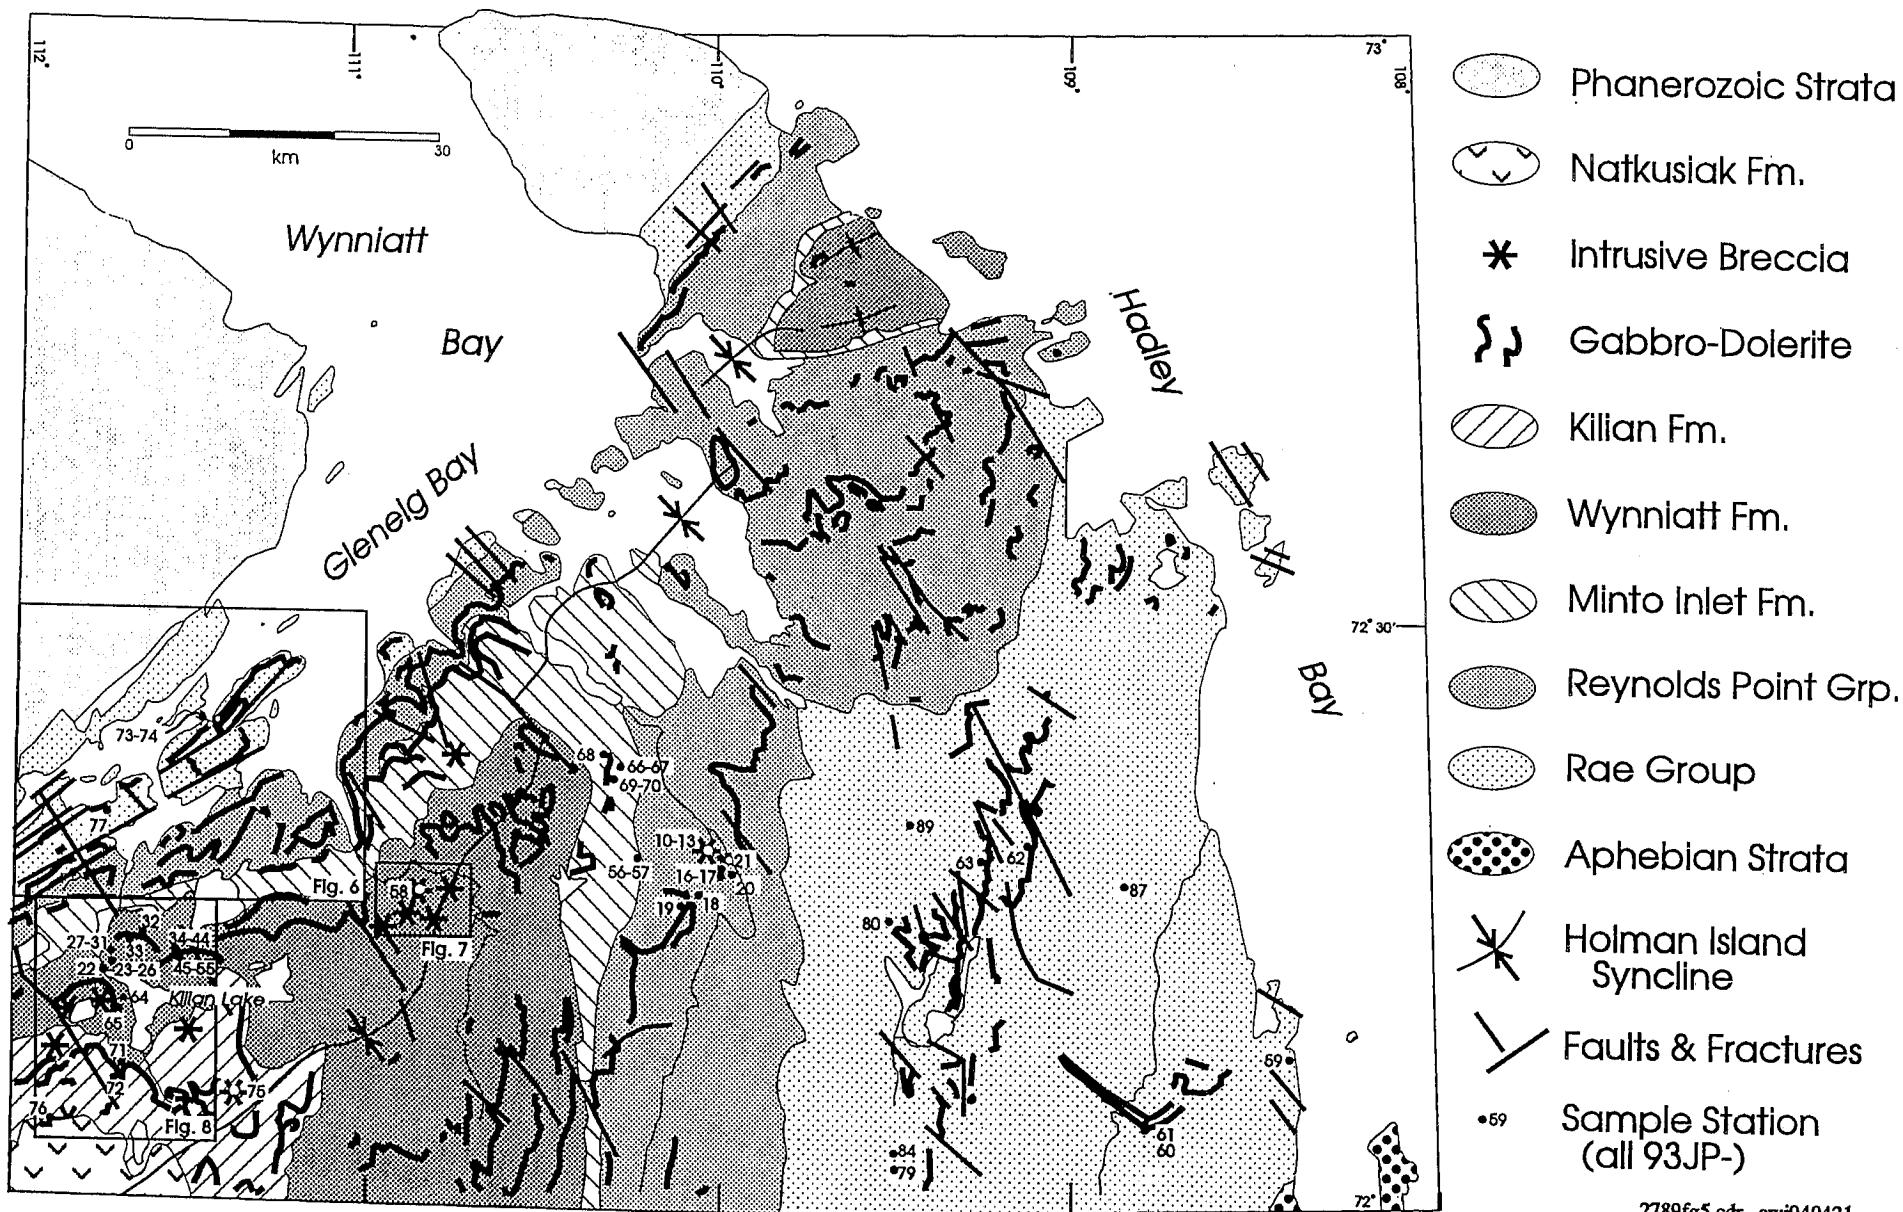 112°
111°
110°
109°
73°
108°
0
30
km
Wynniatt
Bay
Hadley
Bay
Glenelg Bay
72° 30'
73-74
77
68
66-67
69-70
89
10-13
21
56-57
16-17
20
63
62
87
Fig. 6
58
19
18
80
32
27-31
33
34-44
Fig. 7
22
23-26
45-55
64
Kilian Lake
65
71
59
72
75
76
Fig. 8
61
60
84
79
72°
Phanerozoic Strata
Natkusiak Fm.
Intrusive Breccia
Gabbro-Dolerite
Kilian Fm.
Wynniatt Fm.
Minto Inlet Fm.
Reynolds Point Grp.
Rae Group
Aphebian Strata
Holman Island
Syncline
Faults & Fractures
59
Sample Station
(all 93JP-)